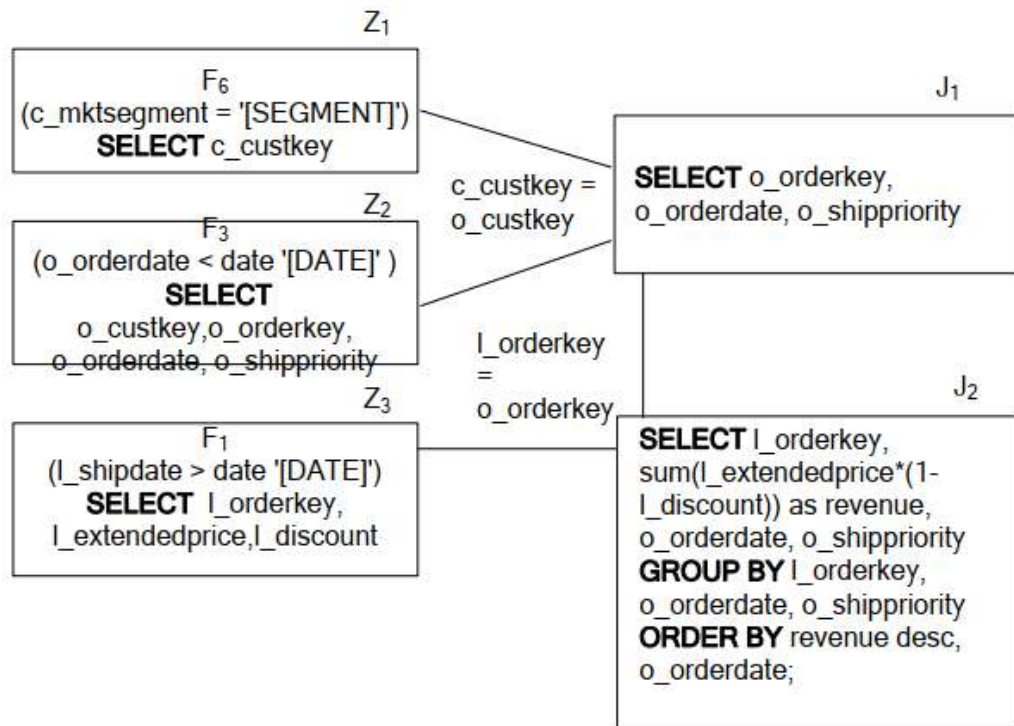 Z1
F6
(c_mktsegment = '[SEGMENT]')
SELECT c_custkey
Z2
F3
(o_orderdate < date '[DATE]' )
SELECT
o_custkey,o_orderkey,
o_orderdate, o_shippriority
Z3
F1
(l_shipdate > date '[DATE]')
SELECT l_orderkey,
l_extendedprice,l_discount
c_custkey =
o_custkey
l_orderkey
=
o_orderkey
J1
SELECT o_orderkey,
o_orderdate, o_shippriority
J2
SELECT l_orderkey,
sum(l_extendedprice*(1-
l_discount)) as revenue,
o_orderdate, o_shippriority
GROUP BY l_orderkey,
o_orderdate, o_shippriority
ORDER BY revenue desc,
o_orderdate;